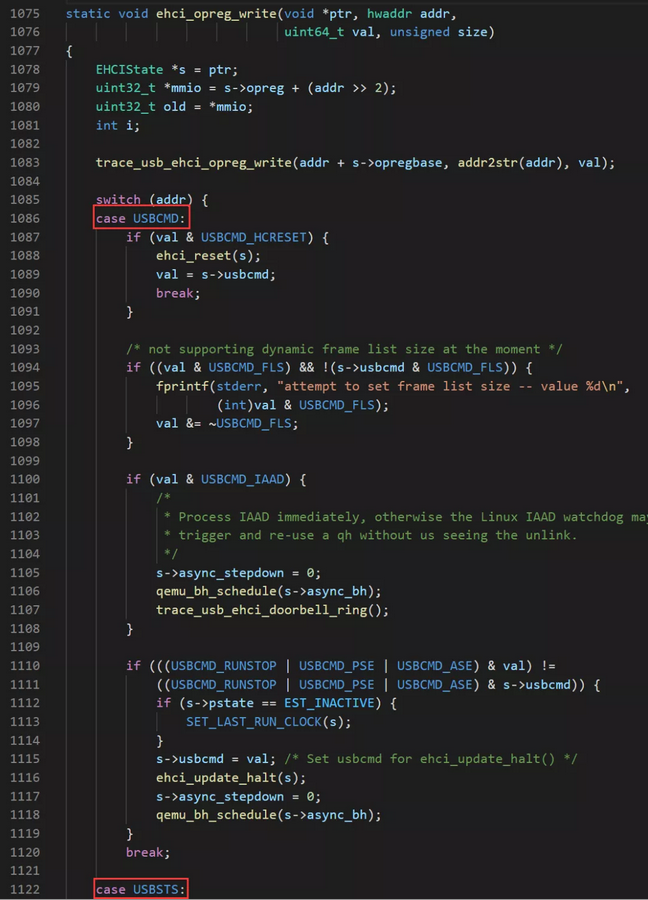 1075 static void ehci_opreg_write(void *ptr, hwaddr addr,
1076 uint64_t val, unsigned size)
1077 {
1078 EHCIState *s = ptr;
1079 uint32_t *mmio = s->opreg + (addr >> 2);
1080 uint32_t old = *mmio;
1081 int i;
1082
1083 trace_usb_ehci_opreg_write(addr + s->opregbase, addr2str(addr), val);
1084
1085 switch (addr) {
1086 case USBCMD:
1087 if (val & USBCMD_HCRESET) {
1088 ehci_reset(s);
1089 val = s->usbcmd;
1090 break;
1091 }
1092
1093 /* not supporting dynamic frame list size at the moment */
1094 if ((val & USBCMD_FLS) && !(s->usbcmd & USBCMD_FLS)) {
1095 fprintf(stderr, "attempt to set frame list size -- value %d\n",
1096 (int)val & USBCMD_FLS);
1097 val &= ~USBCMD_FLS;
1098 }
1099
1100 if (val & USBCMD_IAAD) {
1101 /*
1102 * Process IAAD immediately, otherwise the Linux IAAD watchdog may
1103 * trigger and re-use a qh without us seeing the unlink.
1104 */
1105 s->async_stepdown = 0;
1106 qemu_bh_schedule(s->async_bh);
1107 trace_usb_ehci_doorbell_ring();
1108 }
1109
1110 if (((USBCMD_RUNSTOP | USBCMD_PSE | USBCMD_ASE) & val) !=
1111 ((USBCMD_RUNSTOP | USBCMD_PSE | USBCMD_ASE) & s->usbcmd)) {
1112 if (s->pstate == EST_INACTIVE) {
1113 SET_LAST_RUN_CLOCK(s);
1114 }
1115 s->usbcmd = val; /* Set usbcmd for ehci_update_halt() */
1116 ehci_update_halt(s);
1117 s->async_stepdown = 0;
1118 qemu_bh_schedule(s->async_bh);
1119 }
1120 break;
1121
1122 case USBSTS: